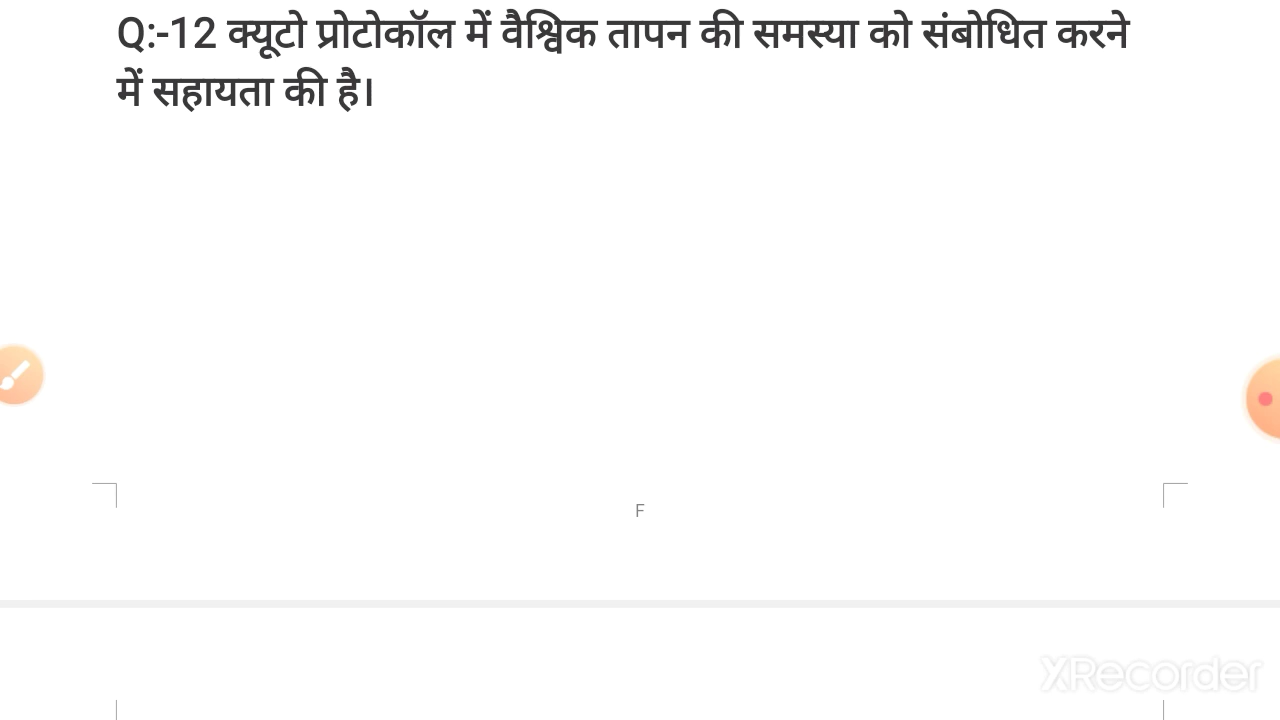 Q:-12 क्यूटो प्रोटोकॉल में वैश्विक तापन की समस्या को संबोधित करने
में सहायता की है।
F
XRecorder